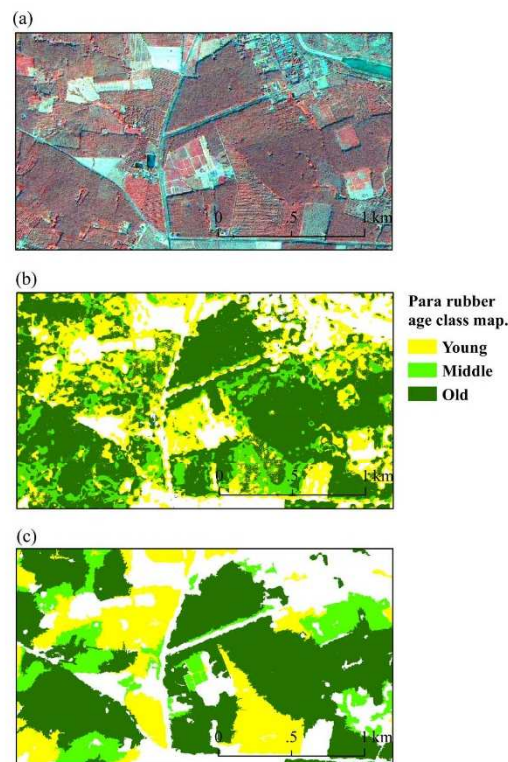 (a)
0 .5 1 km
(b)
Para rubber
age class map.
Young
Middle
Old
0 .5 1 km
(c)
0 .5 1 km